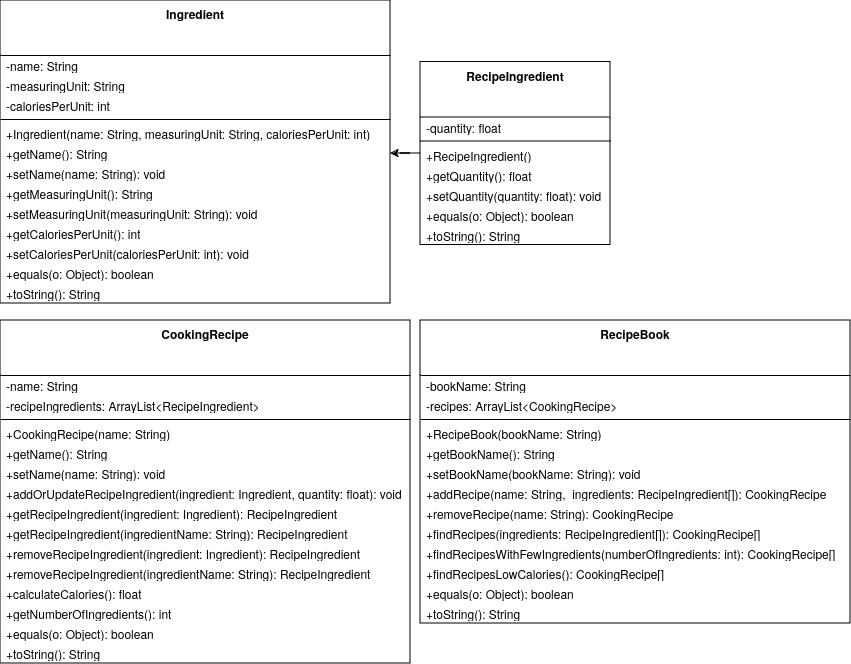 Ingredient
-name: String
-measuringUnit: String
-caloriesPerUnit: int
+Ingredient(name: String, measuringUnit: String, caloriesPerUnit: int)
+getName(): String
+setName(name: String): void
+getMeasuringUnit(): String
+setMeasuringUnit(measuringUnit: String): void
+getCaloriesPerUnit(): int
+setCaloriesPerUnit(caloriesPerUnit: int): void
+equals(o: Object): boolean
+toString(): String
RecipeIngredient
-quantity: float
+RecipeIngredient()
+getQuantity(): float
+setQuantity(quantity: float): void
+equals(o: Object): boolean
+toString(): String
CookingRecipe
-name: String
-recipeIngredients: ArrayList<RecipeIngredient>
+CookingRecipe(name: String)
+getName(): String
+setName(name: String): void
+addOrUpdateRecipeIngredient(ingredient: Ingredient, quantity: float): void
+getRecipeIngredient(ingredient: Ingredient): RecipeIngredient
+getRecipeIngredient(ingredientName: String): RecipeIngredient
+removeRecipeIngredient(ingredient: Ingredient): RecipeIngredient
+removeRecipeIngredient(ingredientName: String): RecipeIngredient
+calculateCalories(): float
+getNumberOfIngredients(): int
+equals(o: Object): boolean
+toString(): String
RecipeBook
-bookName: String
-recipes: ArrayList<CookingRecipe>
+RecipeBook(bookName: String)
+getBookName(): String
+setBookName(bookName: String): void
+addRecipe(name: String, ingredients: RecipeIngredient[]): CookingRecipe
+removeRecipe(name: String): CookingRecipe
+findRecipes(ingredients: RecipeIngredient[]): CookingRecipe[]
+findRecipesWithFewIngredients(numberOfIngredients: int): CookingRecipe[]
+findRecipesLowCalories(): CookingRecipe[]
+equals(o: Object): boolean
+toString(): String